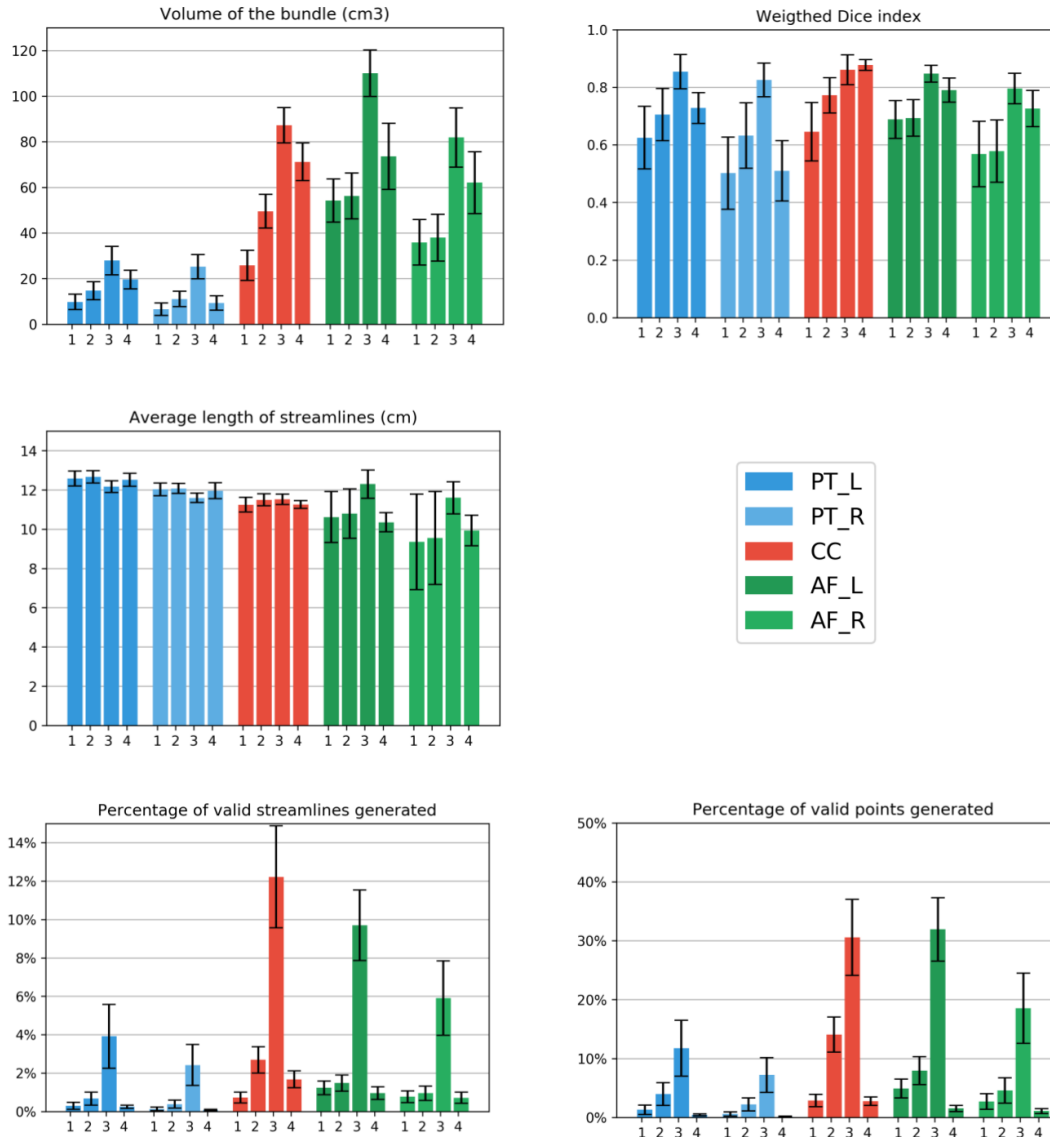 Volume of the bundle (cm3)
120
100
80
60
40
20
0
1 2 3 4 1 2 3 4 1 2 3 4 1 2 3 4 1 2 3 4
Weigthed Dice index
1.0
0.8
0.6
0.4
0.2
0.0
1 2 3 4 1 2 3 4 1 2 3 4 1 2 3 4 1 2 3 4
Average length of streamlines (cm)
14
12
10
8
6
4
2
0
1 2 3 4 1 2 3 4 1 2 3 4 1 2 3 4 1 2 3 4
PT_L
PT_R
CC
AF_L
AF_R
Percentage of valid streamlines generated
14%
12%
10%
8%
6%
4%
2%
0%
1 2 3 4 1 2 3 4 1 2 3 4 1 2 3 4 1 2 3 4
Percentage of valid points generated
50%
40%
30%
20%
10%
0%
1 2 3 4 1 2 3 4 1 2 3 4 1 2 3 4 1 2 3 4